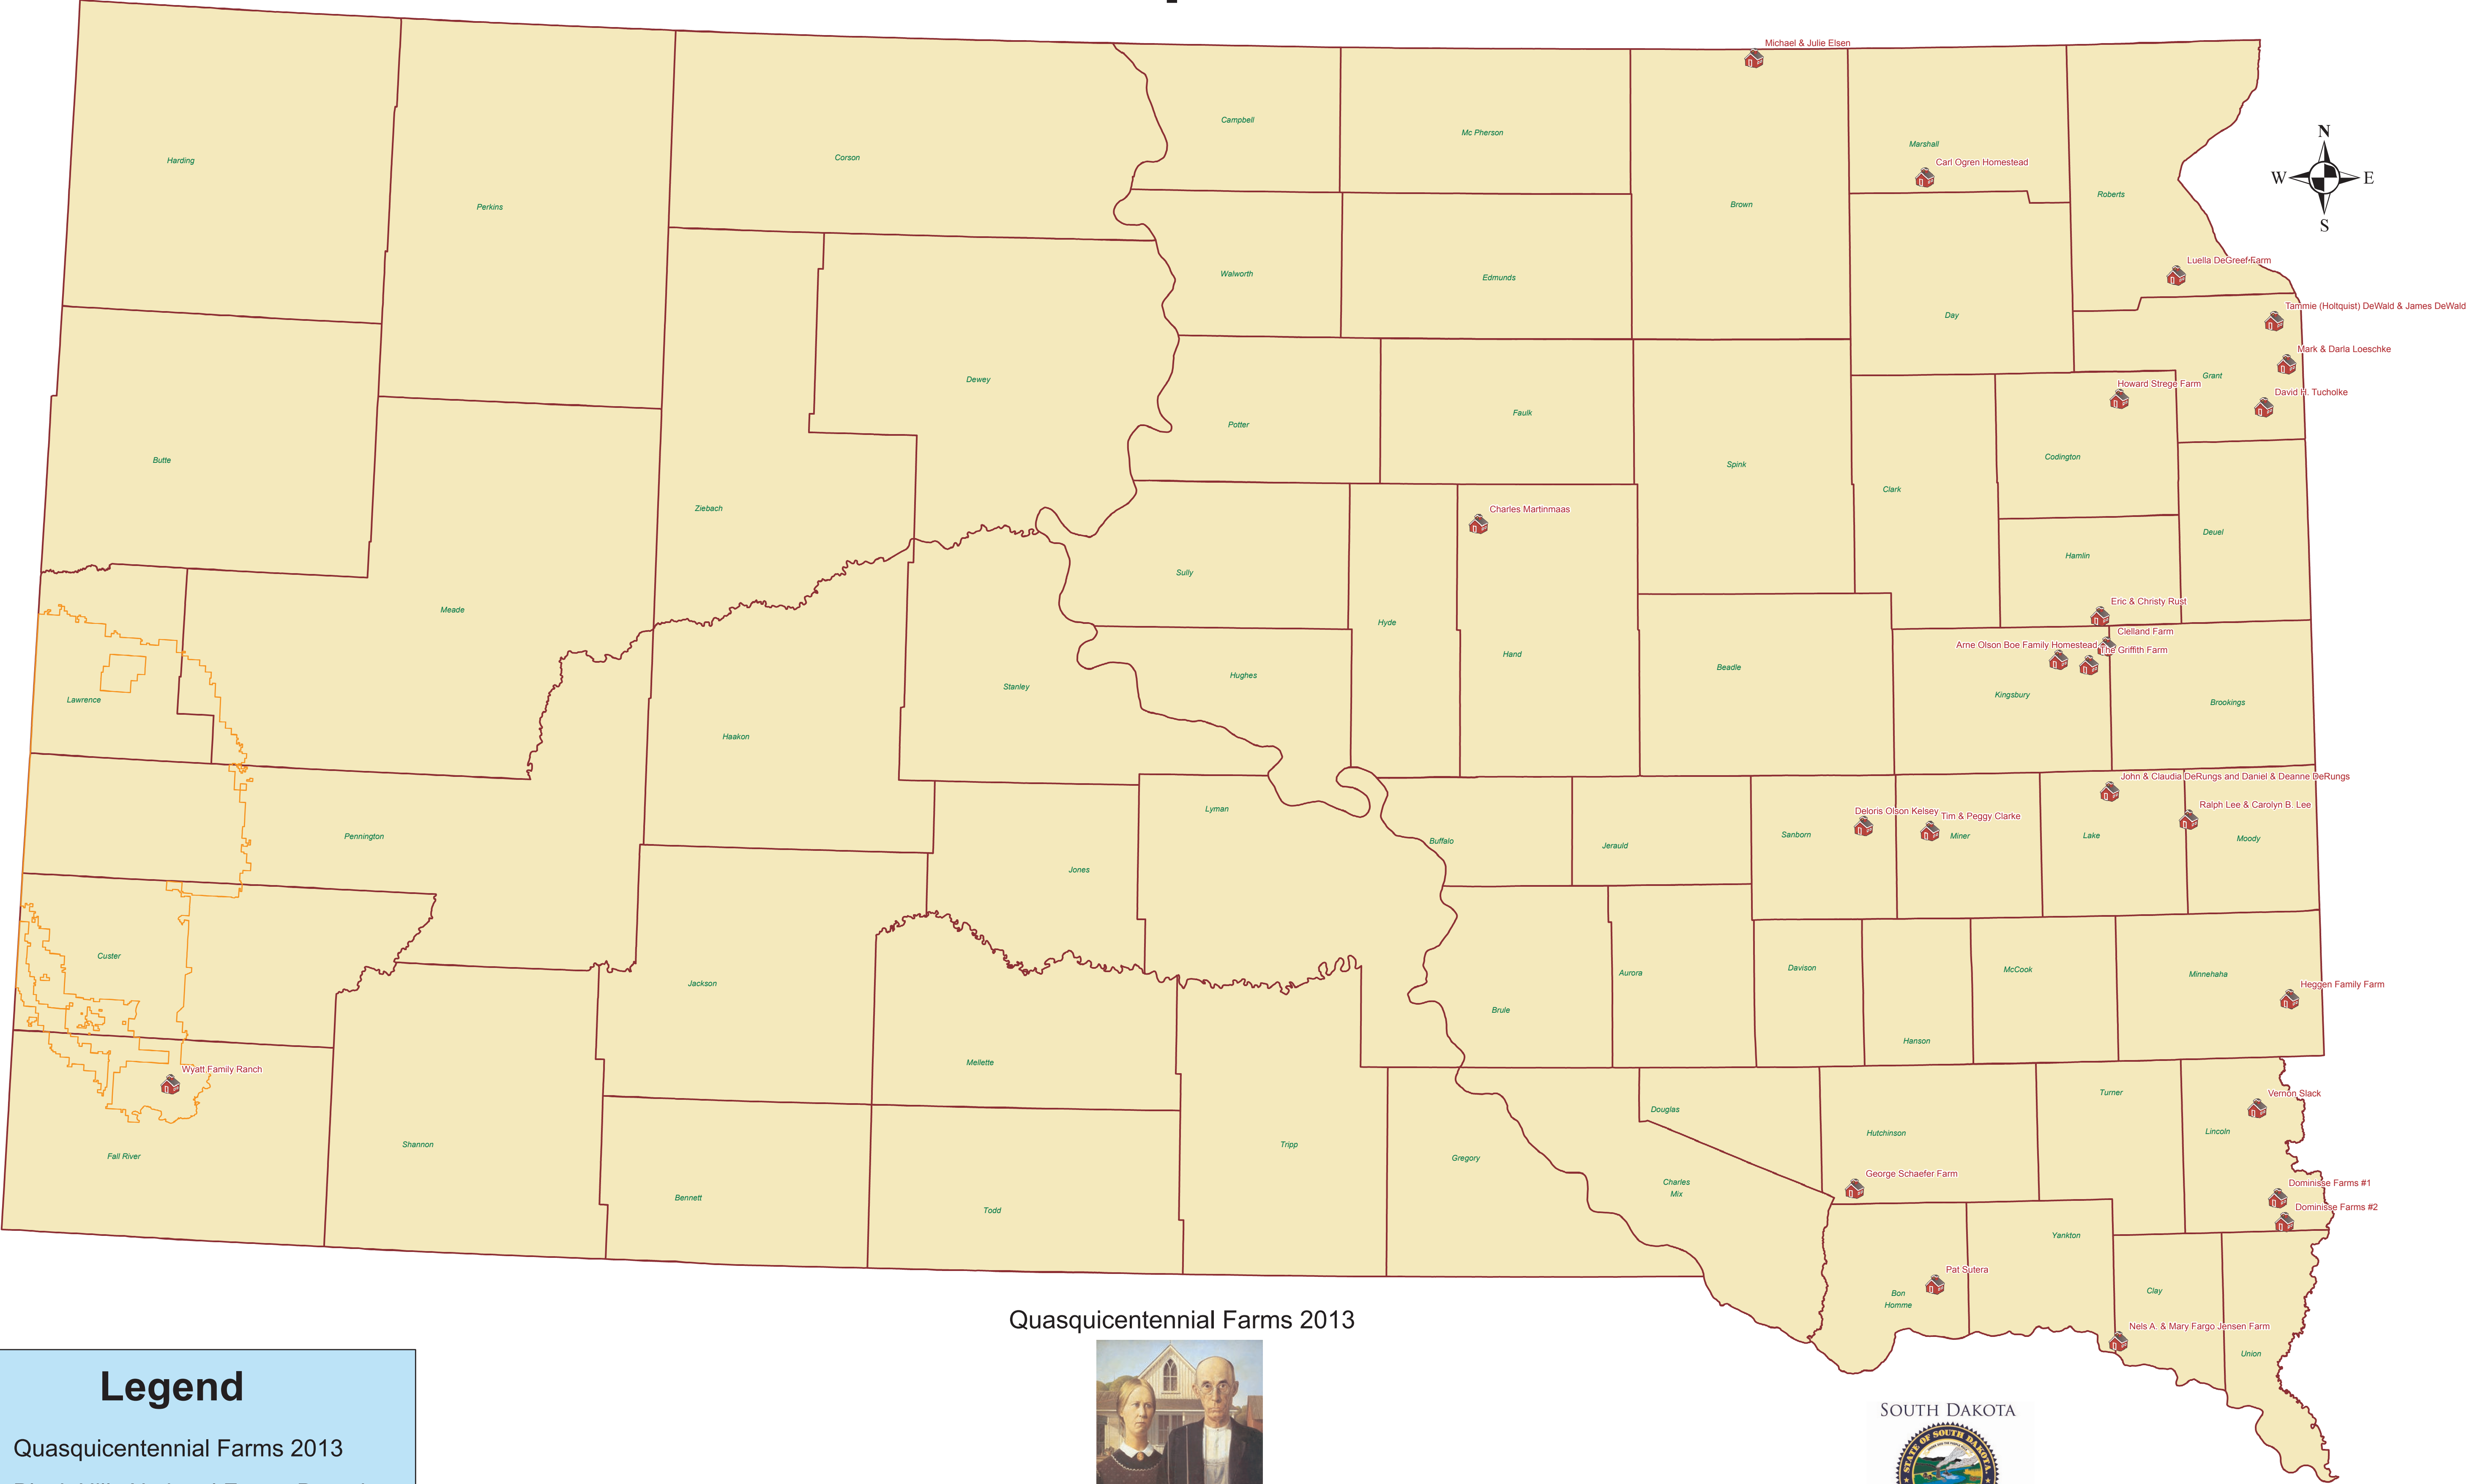 Michael & Julie Elsen
Campbell
Mc Pherson
Marshall
N
Harding
Corson
Carl Ogren Homestead
W
E
Perkins
Brown
Roberts
S
Walworth
Edmunds
Luella DeGreef Farm
Day
Tammie (Holtquist) DeWald & James DeWald
Mark & Darla Loeschke
Dewey
Grant
Howard Strege Farm
David H. Tucholke
Potter
Faulk
Butte
Spink
Codington
Clark
Ziebach
Charles Martinmaas
Deuel
Hamlin
Sully
Meade
Eric & Christy Rust
Hyde
Clelland Farm
Arne Olson Boe Family Homestead
The Griffith Farm
Hand
Beadle
Hughes
Stanley
Kingsbury
Lawrence
Brookings
Haakon
John & Claudia DeRungs and Daniel & Deanne DeRungs
Ralph Lee & Carolyn B. Lee
Lyman
Deloris Olson Kelsey
Tim & Peggy Clarke
Pennington
Buffalo
Jerauld
Sanborn
Miner
Lake
Moody
Jones
Custer
Jackson
Aurora
Davison
McCook
Minnehaha
Heggen Family Farm
Brule
Hanson
Wyatt Family Ranch
Mellette
Turner
Vernon Slack
Douglas
Hutchinson
Lincoln
Fall River
Shannon
Tripp
Gregory
George Schaefer Farm
Charles
Mix
Dominisse Farms #1
Bennett
Todd
Dominisse Farms #2
Yankton
Pat Sutera
Bon
Homme
Clay
Nels A. & Mary Fargo Jensen Farm
Union
Quasquicentennial Farms 2013
Legend
Quasquicentennial Farms 2013
SOUTH DAKOTA
STATE OF SOUTH DAKOTA